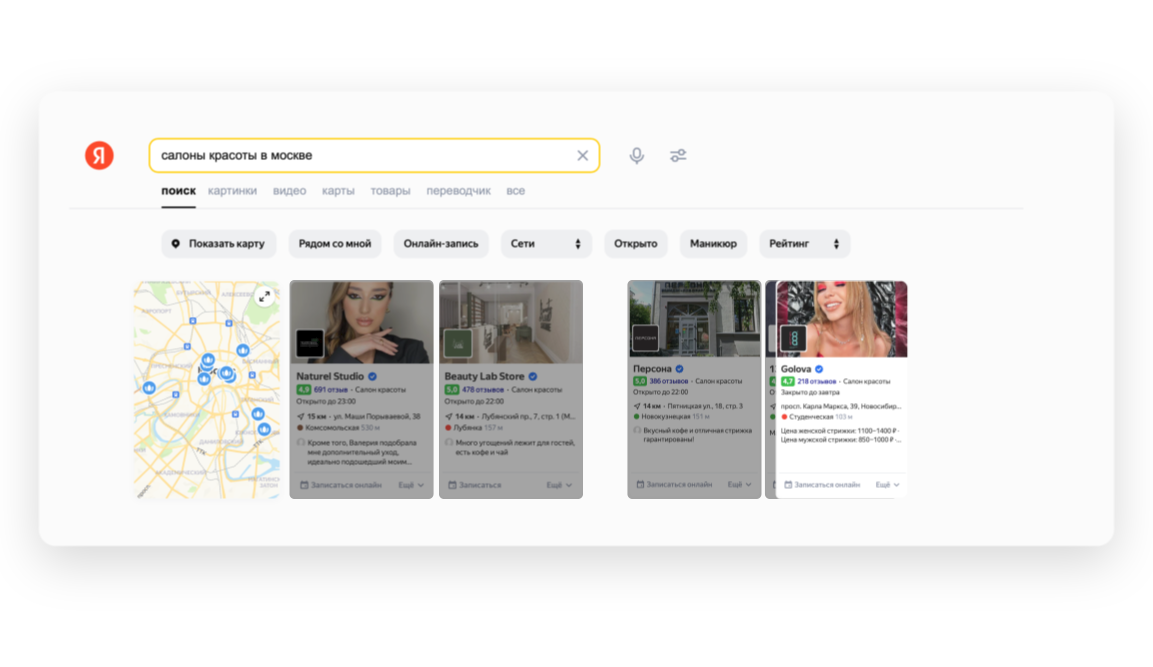 Я
салоны красоты в москве
поиск картинки видео карты товары переводчик все
Показать карту Рядом со мной Онлайн-запись Сети Открыто Маникюр Рейтинг
Naturel Studio
4,9 691 отзыв · Салон красоты
Открыто до 23:00
15 км · ул. Маши Порываевой, 38
Комсомольская 530 м
Кроме того, Валерия подобрала
мне дополнительный уход,
идеально подошедший моим...
Записаться онлайн Ещё
Beauty Lab Store
5,0 478 отзывов · Салон красоты
Открыто до 22:00
14 км · Лубянский пр., 7, стр. 1 (М...
Лубянка 157 м
Много угощений лежит для гостей,
есть кофе и чай
Записаться Ещё
ПЕРСОНА
Персона
5,0 386 отзывов · Салон красоты
Открыто до 22:00
14 км · Пятницкая ул., 18, стр.3
Новокузнецкая 151 м
Вкусный кофе и отличная стрижка
гарантированы!
Записаться онлайн Ещё
Golova
4,7 218 отзывов · Салон красоты
Закрыто до завтра
просп. Карла Маркса, 39, Новосибир...
Студенческая 103 м
Цена женской стрижки: 1100–1400 ₽ ·
Цена мужской стрижки: 850–1000 ₽ ·...
Записаться онлайн Ещё